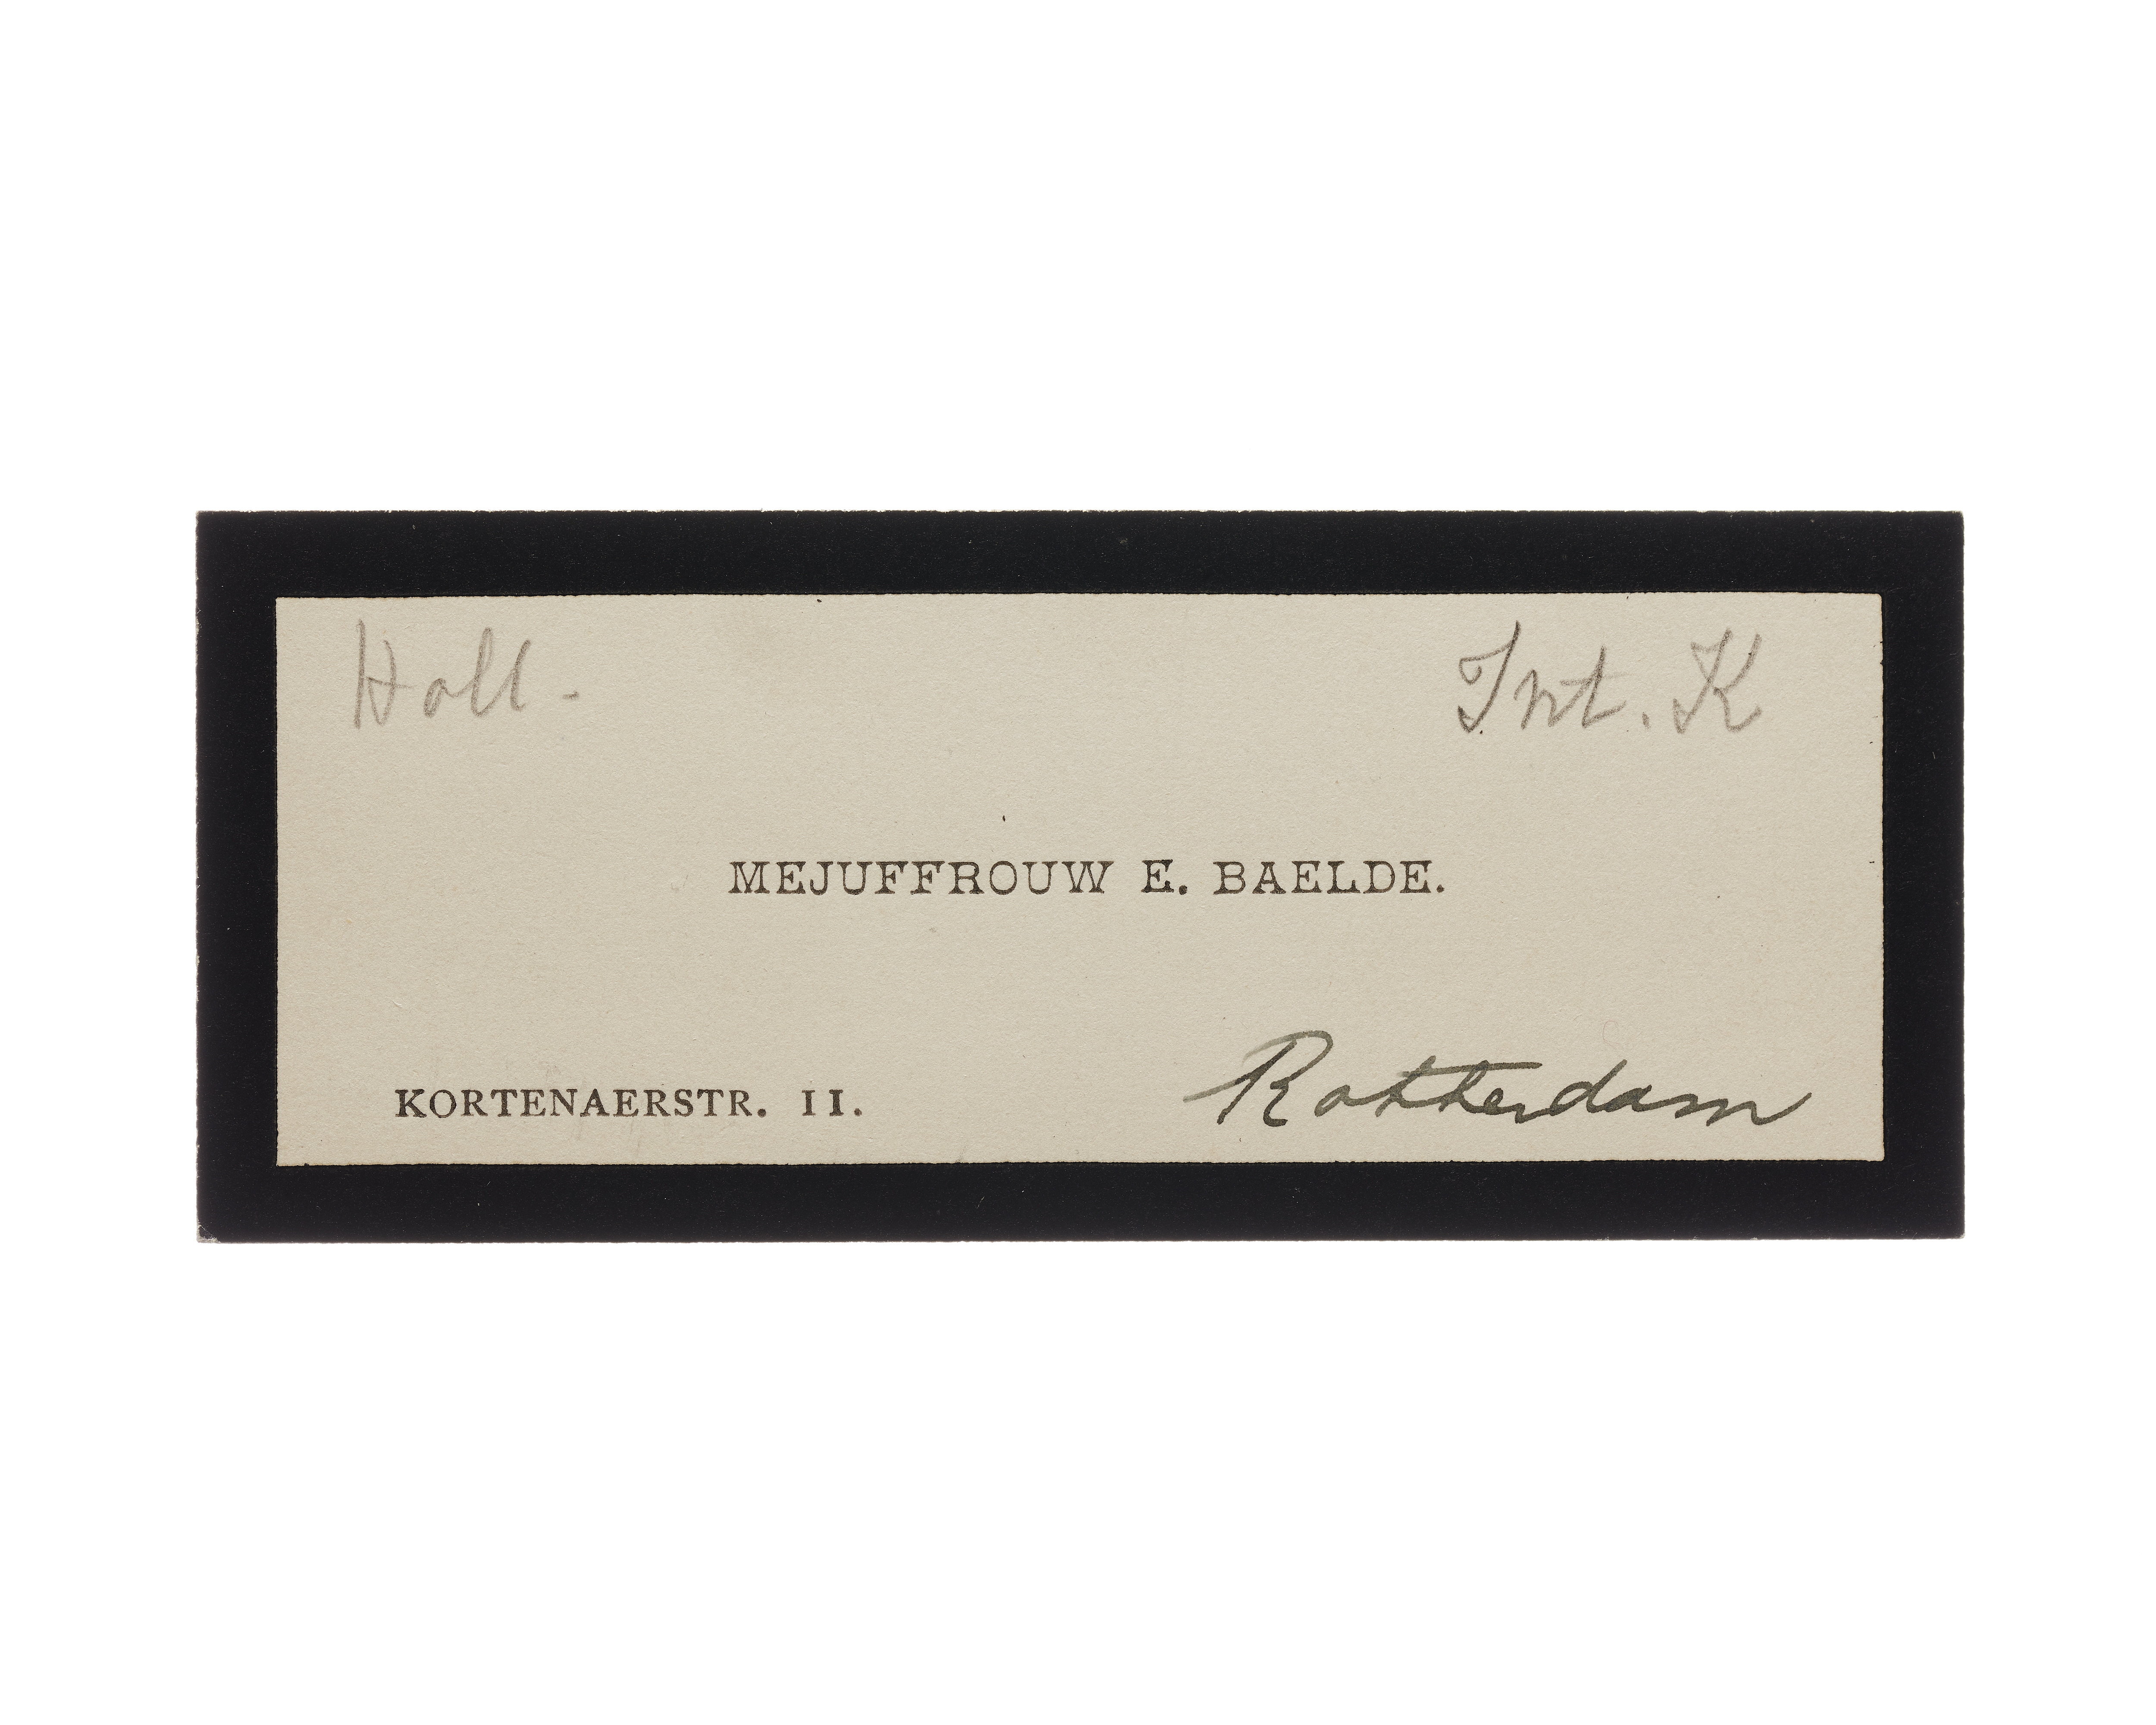 Holl. Int. K
MEJUFFROUW E. BAELDE.
KORTENAERSTR. 11. Rotterdam